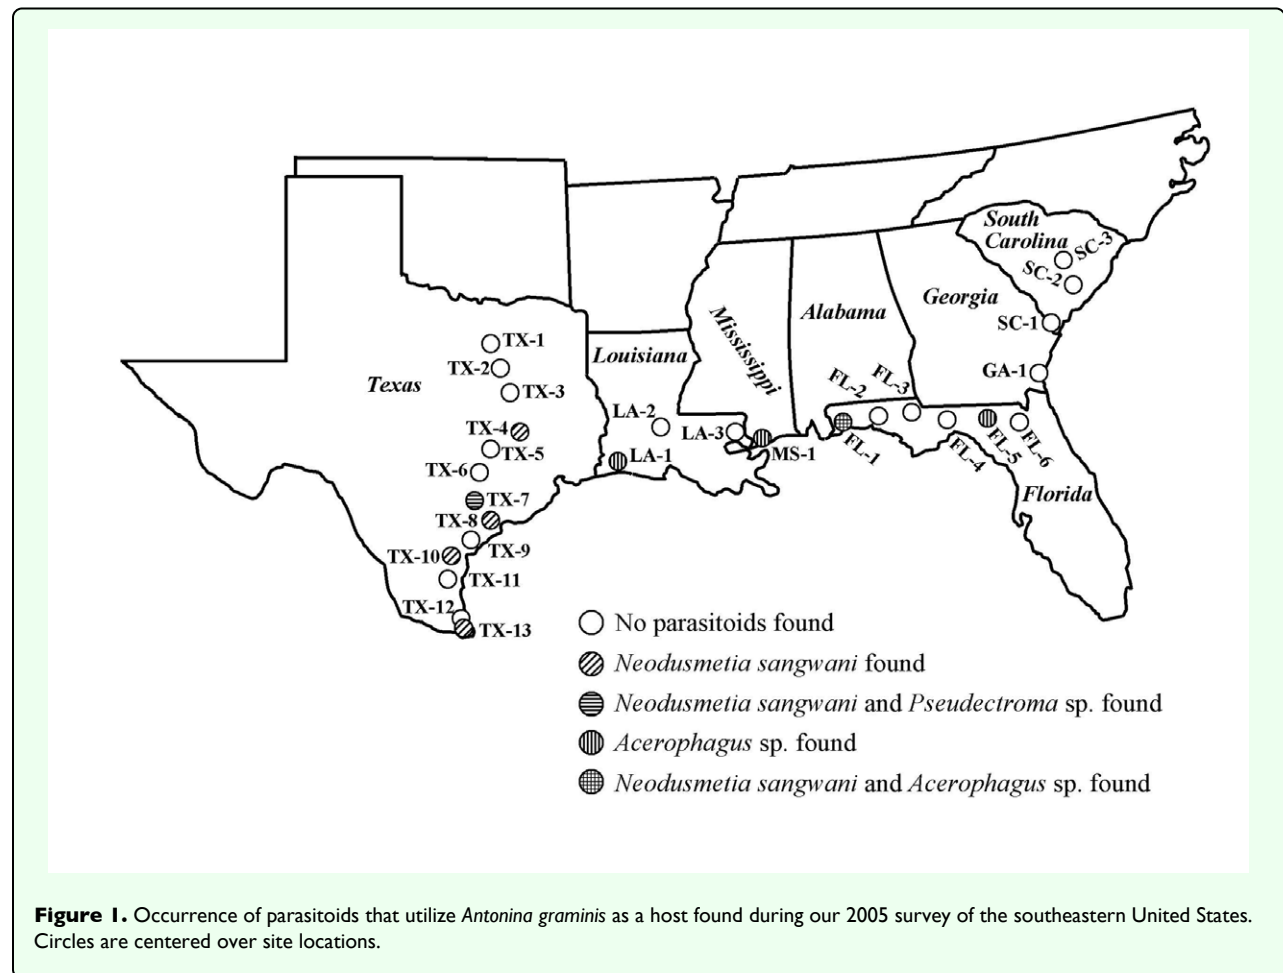 South
Carolina
SC-3
SC-2
Georgia
SC-1
Mississippi
Alabama
TX-1
Louisiana
TX-2
GA-1
Texas
FL-2
FL-3
TX-3
LA-2
TX-4
LA-3
TX-5
LA-1
MS-1
FL-1
FL-4
FL-5
FL-6
TX-6
Florida
TX-7
TX-8
TX-9
TX-10
TX-11
TX-12
TX-13
No parasitoids found
Neodusmetia sangwani found
Neodusmetia sangwani and Pseudectroma sp. found
Acerophagus sp. found
Neodusmetia sangwani and Acerophagus sp. found
Figure 1. Occurrence of parasitoids that utilize Antonina graminis as a host found during our 2005 survey of the southeastern United States.
Circles are centered over site locations.